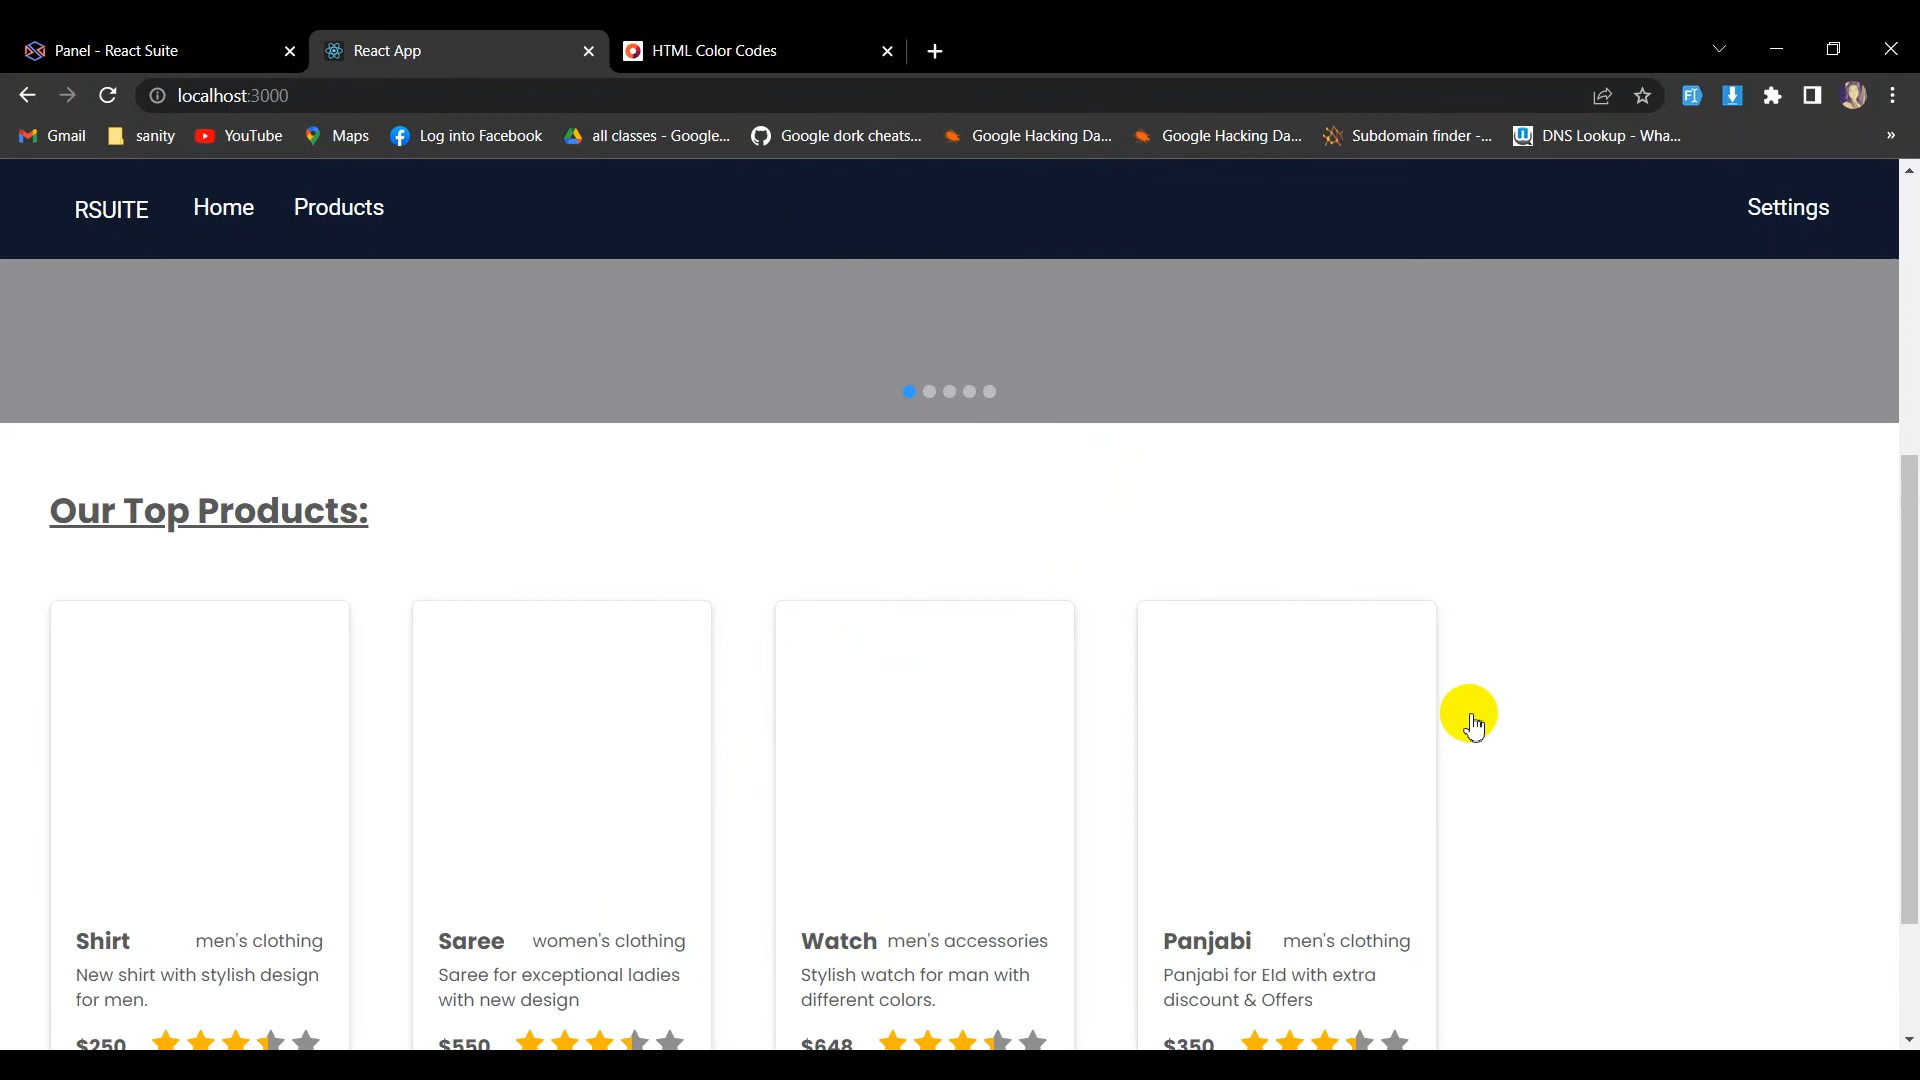 Panel - React Suite
React App
HTML Color Codes
localhost:3000
Gmail
sanity
YouTube
Maps
Log into Facebook
all classes - Google...
Google dork cheats...
Google Hacking Da...
Google Hacking Da...
Subdomain finder -...
DNS Lookup - Wha...
»
RSUITE
Home
Products
Settings
Our Top Products:
Shirt men's clothing
New shirt with stylish design
for men.
$250
Saree women's clothing
Saree for exceptional ladies
with new design
$550
Watch men's accessories
Stylish watch for man with
different colors.
$648
Panjabi men's clothing
Panjabi for EId with extra
discount & Offers
$350